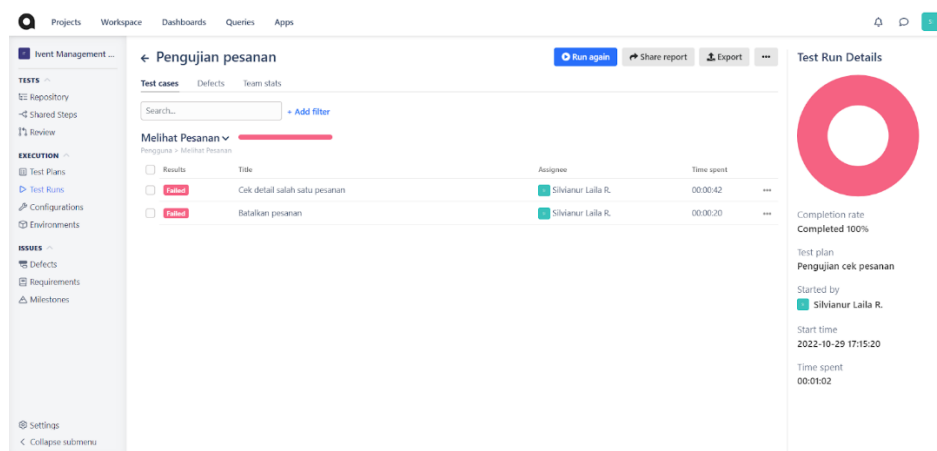 Projects Workspace Dashboards Queries Apps
Ivent Management ...
TESTS
Repository
Shared Steps
Review
EXECUTION
Test Plans
Test Runs
Configurations
Environments
ISSUES
Defects
Requirements
Milestones
Settings
Collapse submenu
← Pengujian pesanan
Run again Share report Export ...
Test cases Defects Team stats
Search... + Add filter
Melihat Pesanan
Pengguna > Melihat Pesanan
Results Title Assignee Time spent
Failed Cek detail salah satu pesanan Silvianur Laila R. 00:00:42 ...
Failed Batalkan pesanan Silvianur Laila R. 00:00:20 ...
Test Run Details
Completion rate
Completed 100%
Test plan
Pengujian cek pesanan
Started by
Silvianur Laila R.
Start time
2022-10-29 17:15:20
Time spent
00:01:02